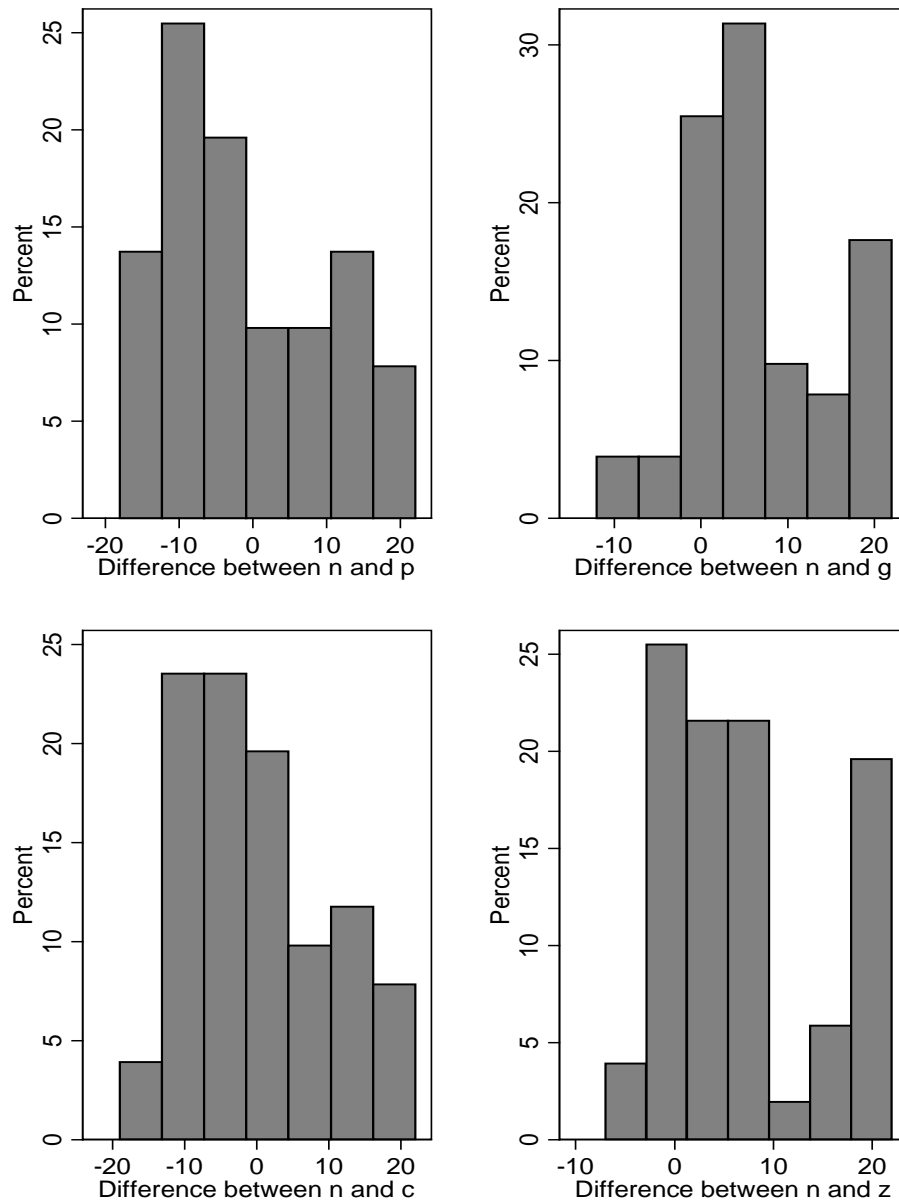 25
20
15
10
5
0
Percent
-20 -10 0 10 20
Difference between n and p
30
20
10
0
Percent
-10 0 10 20
Difference between n and g
25
20
15
10
5
0
Percent
-20 -10 0 10 20
Difference between n and c
25
20
15
10
5
0
Percent
-10 0 10 20
Difference between n and z